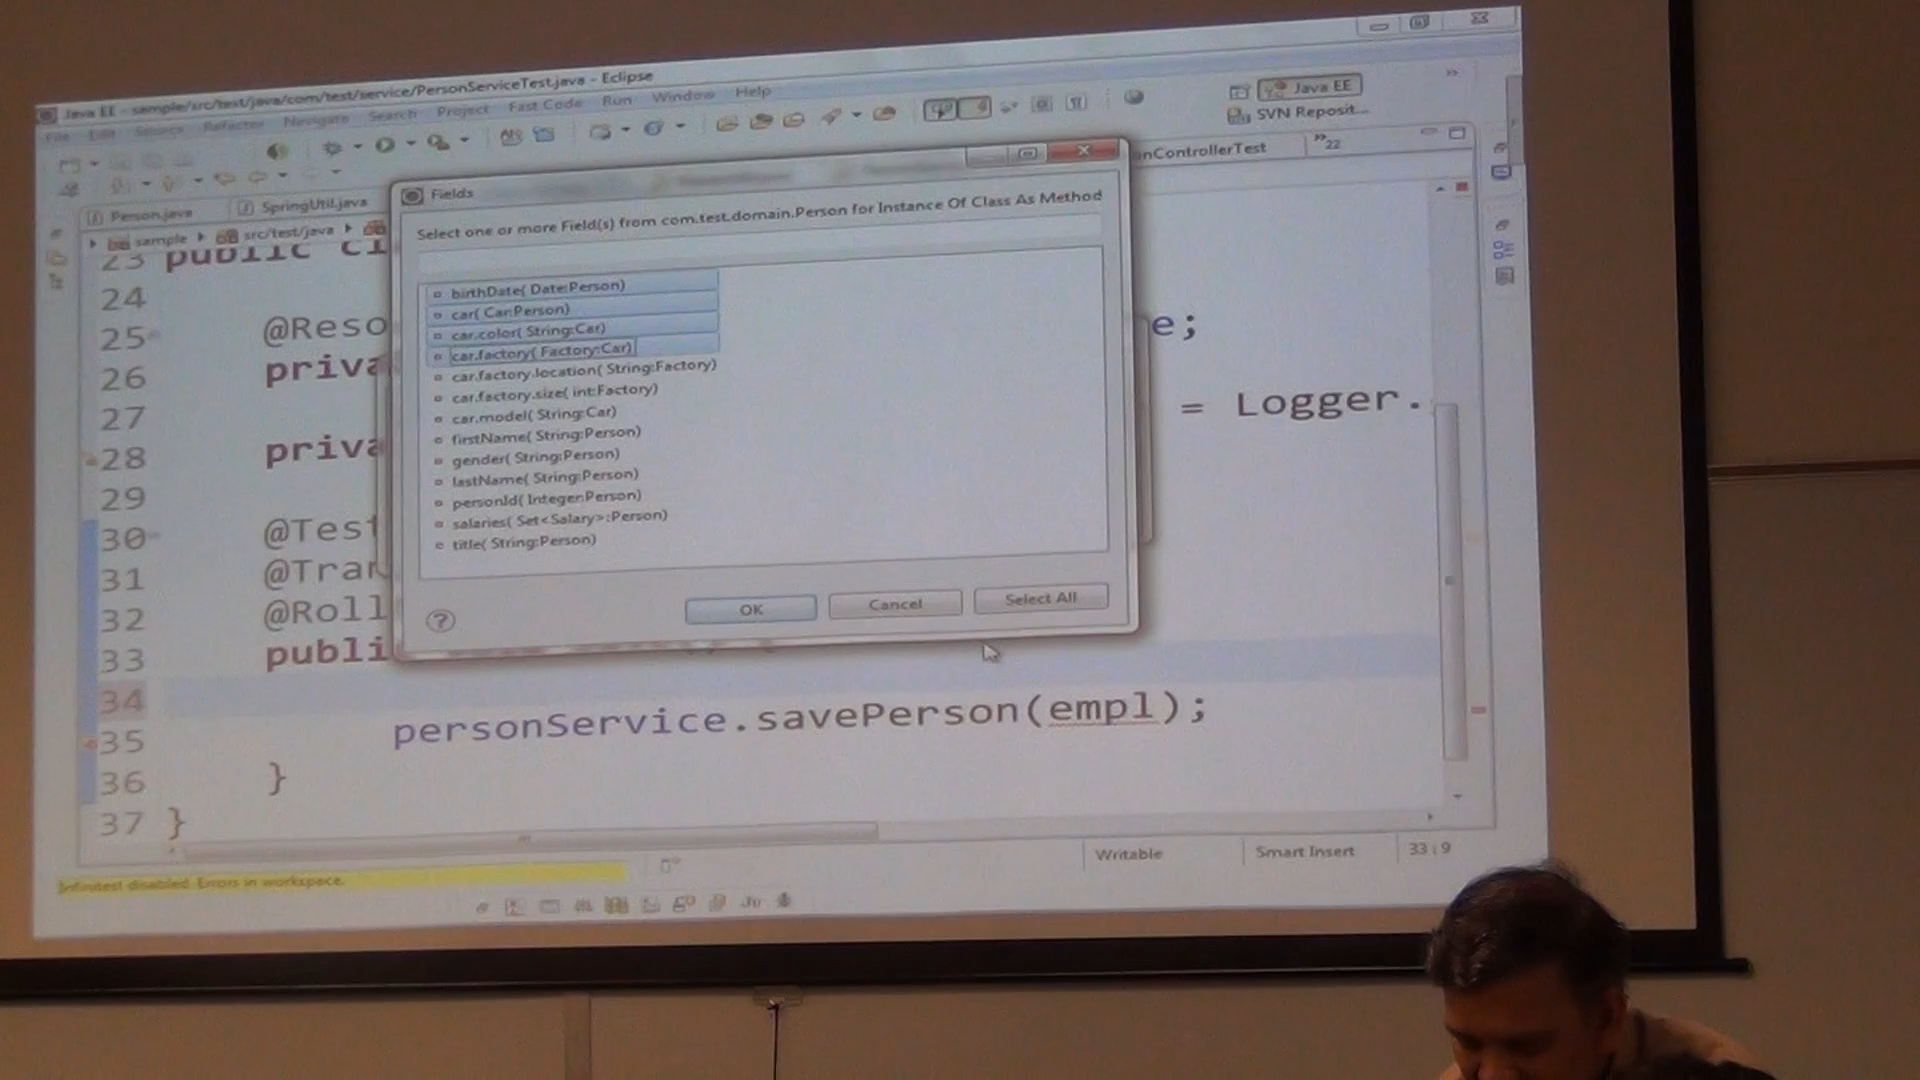 Java EE - sample/src/test/java/com/test/service/PersonServiceTest.java - Eclipse
File Edit Source Refactor Navigate Search Project Fast Code Run Window Help
Java EE
SVN Reposit...
Person.java
SpringUtil.java
nControllerTest
»22
sample
src/test/java
Fields
Select one or more Field(s) from com.test.domain.Person for Instance Of Class As Method
birthDate( Date:Person)
car( Car:Person)
car.color( String:Car)
car.factory( Factory:Car)
car.factory.location( String:Factory)
car.factory.size( int:Factory)
car.model( String:Car)
firstName( String:Person)
gender( String:Person)
lastName( String:Person)
personId( Integer:Person)
salaries( Set<Salary>:Person)
title( String:Person)
OK
Cancel
Select All
23 public cl
24
25 @Reso e;
26 priva
27 = Logger.
28 priva
29
30 @Test
31 @Tran
32 @Roll
33 publi
34
35 personService.savePerson(empl);
36 }
37 }
Writable
Smart Insert
33 : 9
Infinitest disabled. Errors in workspace.
Ju